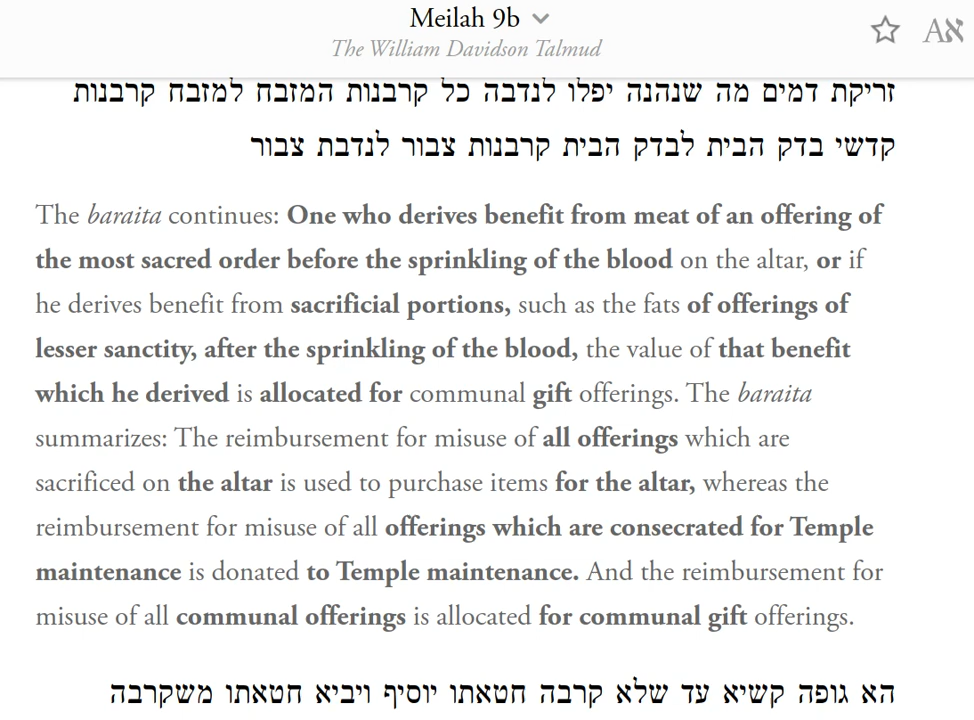 Meilah 9b
The William Davidson Talmud
Aא
זריקת דמים מה שנהנה יפלו לנדבה כל קרבנות המזבח למזבח קרבנות
קדשי בדק הבית לבדק הבית קרבנות צבור לנדבת צבור
The baraita continues: One who derives benefit from meat of an offering of
the most sacred order before the sprinkling of the blood on the altar, or if
he derives benefit from sacrificial portions, such as the fats of offerings of
lesser sanctity, after the sprinkling of the blood, the value of that benefit
which he derived is allocated for communal gift offerings. The baraita
summarizes: The reimbursement for misuse of all offerings which are
sacrificed on the altar is used to purchase items for the altar, whereas the
reimbursement for misuse of all offerings which are consecrated for Temple
maintenance is donated to Temple maintenance. And the reimbursement for
misuse of all communal offerings is allocated for communal gift offerings.
הא גופה קשיא עד שלא קרבה חטאתו יוסיף ויביא חטאתו משקרבה